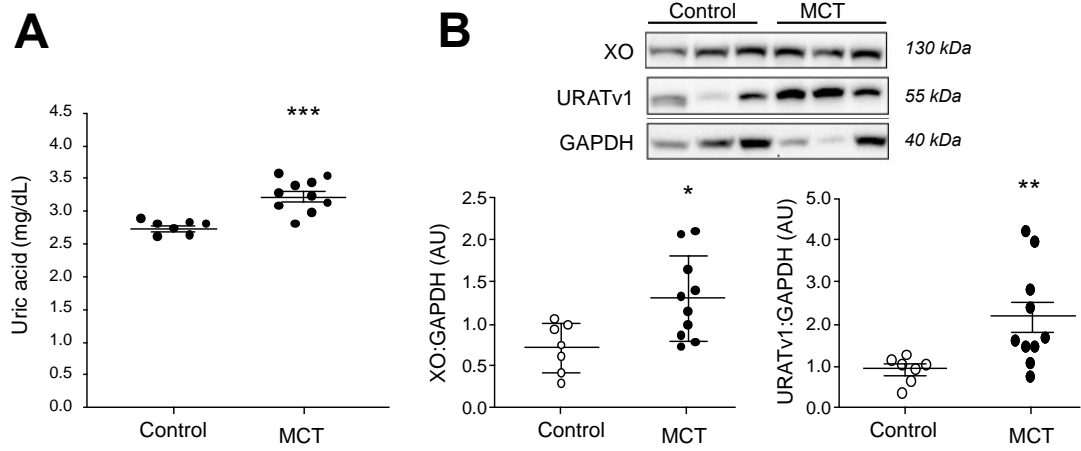 A
Uric acid (mg/dL)
4.5
4.0
3.5
3.0
2.5
2.0
1.5
1.0
0.5
0.0
***
Control MCT
B
Control MCT
XO 130 kDa
URATv1 55 kDa
GAPDH 40 kDa
XO:GAPDH (AU)
2.5
2.0
1.5
1.0
0.5
0.0
*
Control MCT
URATv1:GAPDH (AU)
5.0
4.0
3.0
2.0
1.0
0.0
**
Control MCT